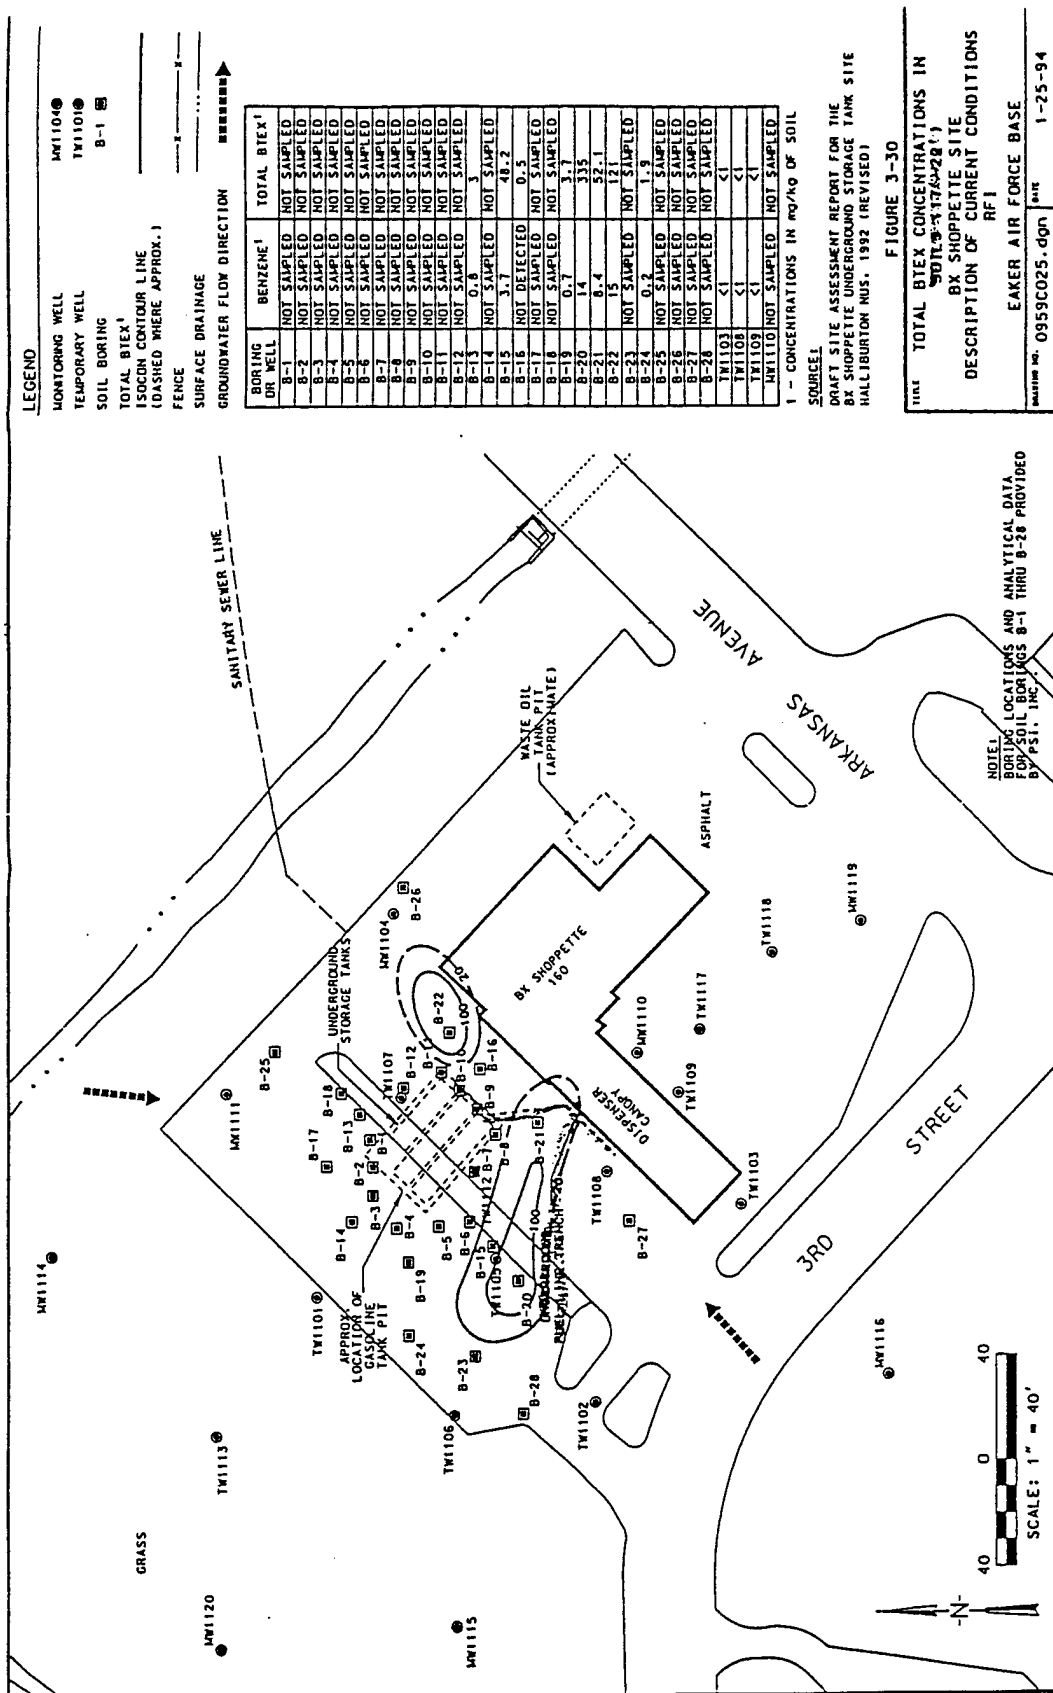 LEGEND
MONITORING WELL MW1104
TEMPORARY WELL TW1101
SOIL BORING B-1
TOTAL BTEX¹
ISOCON CONTOUR LINE
(DASHED WHERE APPROX.)
FENCE
SURFACE DRAINAGE
GROUNDWATER FLOW DIRECTION
BORING OR WELL BENZENE¹ TOTAL BTEX¹
B-1 NOT SAMPLED NOT SAMPLED
B-2 NOT SAMPLED NOT SAMPLED
B-3 NOT SAMPLED NOT SAMPLED
B-4 NOT SAMPLED NOT SAMPLED
B-5 NOT SAMPLED NOT SAMPLED
B-6 NOT SAMPLED NOT SAMPLED
B-7 NOT SAMPLED NOT SAMPLED
B-8 NOT SAMPLED NOT SAMPLED
B-9 NOT SAMPLED NOT SAMPLED
B-10 NOT SAMPLED NOT SAMPLED
B-11 NOT SAMPLED NOT SAMPLED
B-12 NOT SAMPLED NOT SAMPLED
B-13 0.8 3
B-14 NOT SAMPLED NOT SAMPLED
B-15 3.7 48.2
B-16 NOT DETECTED 0.5
B-17 NOT SAMPLED NOT SAMPLED
B-18 NOT SAMPLED NOT SAMPLED
B-19 0.7 3.7
B-20 14 335
B-21 8.4 52.1
B-22 15 121
B-23 NOT SAMPLED NOT SAMPLED
B-24 0.2 1.9
B-25 NOT SAMPLED NOT SAMPLED
B-26 NOT SAMPLED NOT SAMPLED
B-27 NOT SAMPLED NOT SAMPLED
B-28 NOT SAMPLED NOT SAMPLED
TW1103 <1 <1
TW1108 <1 <1
TW1109 <1 <1
MW1110 NOT SAMPLED NOT SAMPLED
1 - CONCENTRATIONS IN mg/kg OF SOIL
SOURCE:
DRAFT SITE ASSESSMENT REPORT FOR THE
BX SHOPPETTE UNDERGROUND STORAGE TANK SITE
HALLIBURTON NUS. 1992 (REVISED)
FIGURE 3-30
TITLE TOTAL BTEX CONCENTRATIONS IN
BX SHOPPETTE SITE
DESCRIPTION OF CURRENT CONDITIONS
RFI
EAKER AIR FORCE BASE
DRAWING NO. 0959C025.dgn DATE 1-25-94
SANITARY SEWER LINE
WASTE OIL
TANK PIT
(APPROXIMATE)
ARKANSAS AVENUE
ASPHALT
NOTE:
BORING LOCATIONS AND ANALYTICAL DATA
FOR SOIL BORINGS B-1 THRU B-28 PROVIDED
BY PSI, INC.
UNDERGROUND
STORAGE TANKS
MW1104
B-26
B-22
20
100
BX SHOPPETTE
160
DISPENSER
CANOPY
MW1110
TW1117
TW1118
MW1119
TW1109
TW1103
TW1108
MW1111
B-25
B-18
TW1107
B-12
B-11
B-10
B-16
B-9
B-13
B-1
B-17
B-2
B-7
B-8
B-21
TW1112
B-3
B-14
B-4
B-5
B-6
B-15
TW1105
B-19
B-20
100
20
B-27
APPROX.
LOCATION OF
GASOLINE
TANK PIT
B-24
B-23
B-28
TW1101
TW1106
TW1102
MW1114
TW1113
MW1120
MW1115
MW1116
GRASS
3RD STREET
-N-
40 0 40
SCALE: 1" = 40'